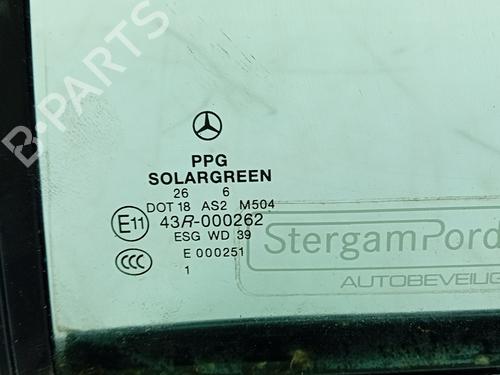 B-PARTS
PPG
SOLARGREEN
26 6
DOT 18 AS2 M504
E11 43R-000262
ESG WD 39
CCC E 000251
1
StergamPord
AUTOBEVEILIG